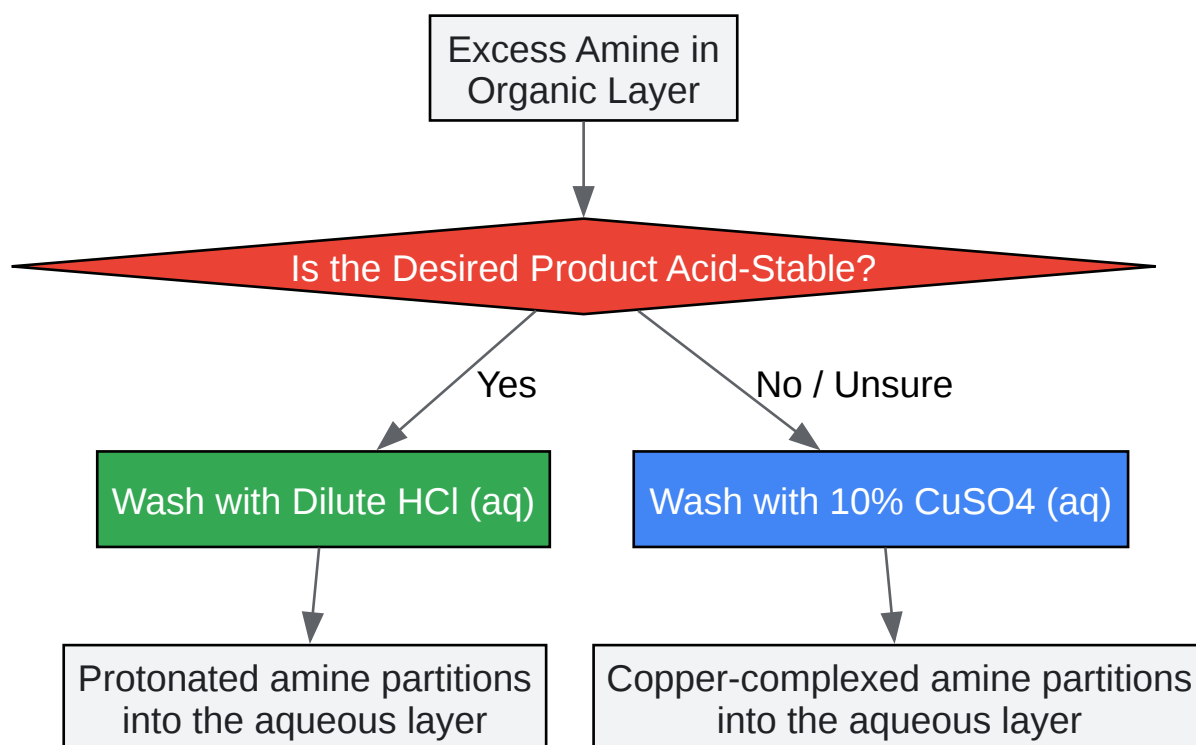 Excess Amine in
Organic Layer
Is the Desired Product Acid-Stable?
Yes
No / Unsure
Wash with Dilute HCl (aq)
Wash with 10% CuSO4 (aq)
Protonated amine partitions
into the aqueous layer
Copper-complexed amine partitions
into the aqueous layer